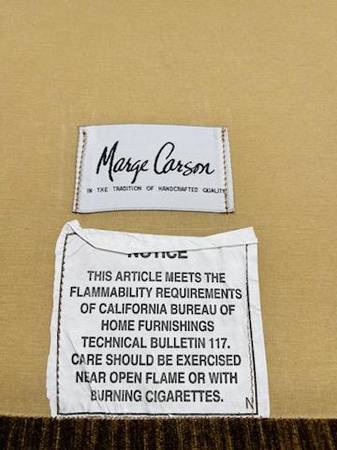 Marge Carson
IN THE TRADITION OF HANDCRAFTED QUALITY
NOTICE
THIS ARTICLE MEETS THE
FLAMMABILITY REQUIREMENTS
OF CALIFORNIA BUREAU OF
HOME FURNISHINGS
TECHNICAL BULLETIN 117.
CARE SHOULD BE EXERCISED
NEAR OPEN FLAME OR WITH
BURNING CIGARETTES.
N